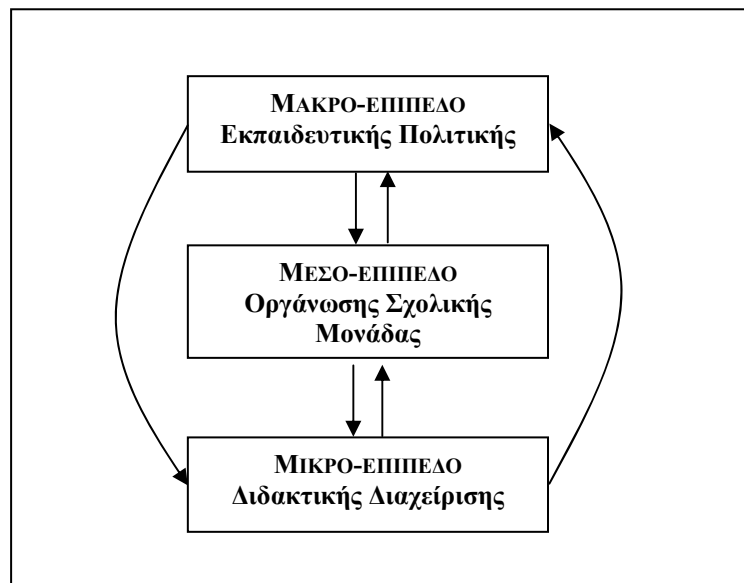 ΜΑΚΡΟ-ΕΠΙΠΕΔΟ
Εκπαιδευτικής Πολιτικής
ΜΕΣΟ-ΕΠΙΠΕΔΟ
Οργάνωσης Σχολικής
Μονάδας
ΜΙΚΡΟ-ΕΠΙΠΕΔΟ
Διδακτικής Διαχείρισης